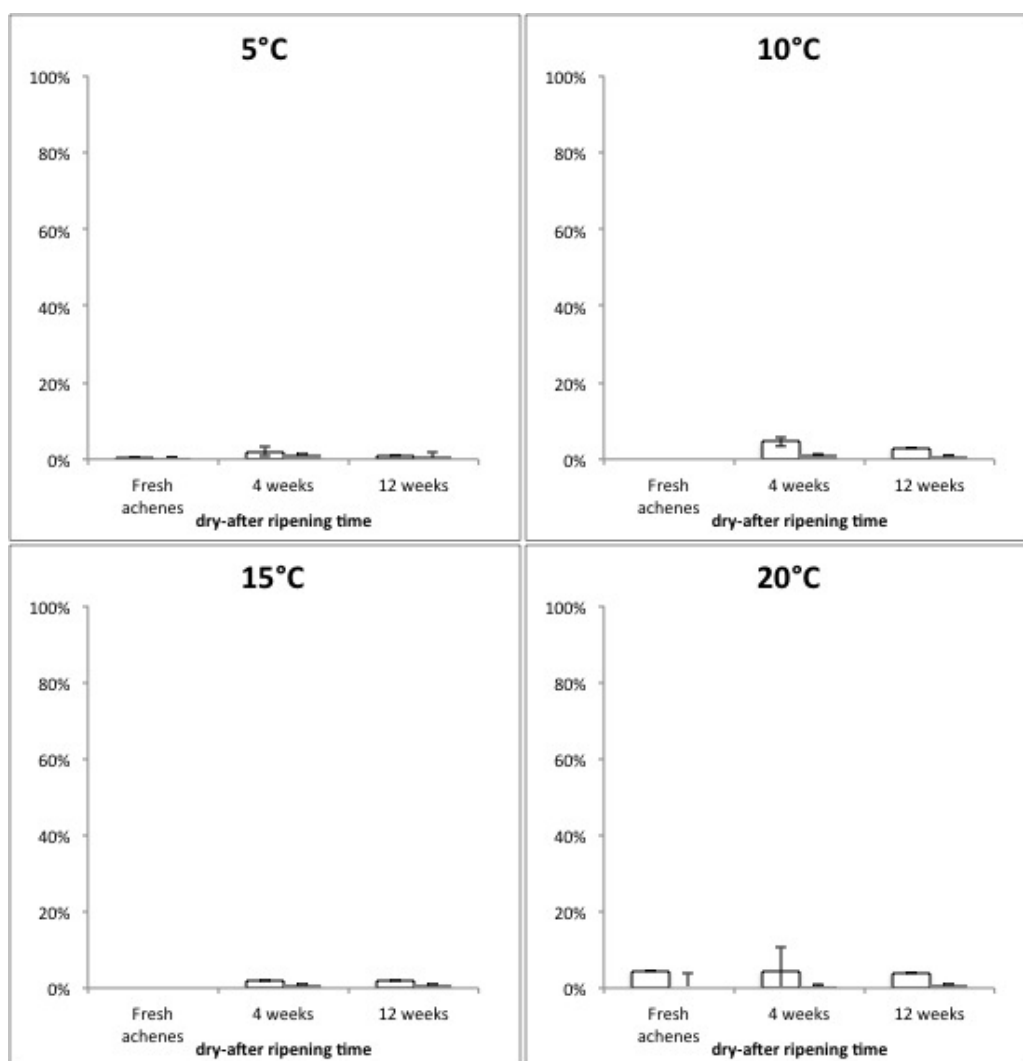 5°C
100%
80%
60%
40%
20%
0%
Fresh achenes
4 weeks
12 weeks
dry-after ripening time
10°C
100%
80%
60%
40%
20%
0%
Fresh achenes
4 weeks
12 weeks
dry-after ripening time
15°C
100%
80%
60%
40%
20%
0%
Fresh achenes
4 weeks
12 weeks
dry-after ripening time
20°C
100%
80%
60%
40%
20%
0%
Fresh achenes
4 weeks
12 weeks
dry-after ripening time